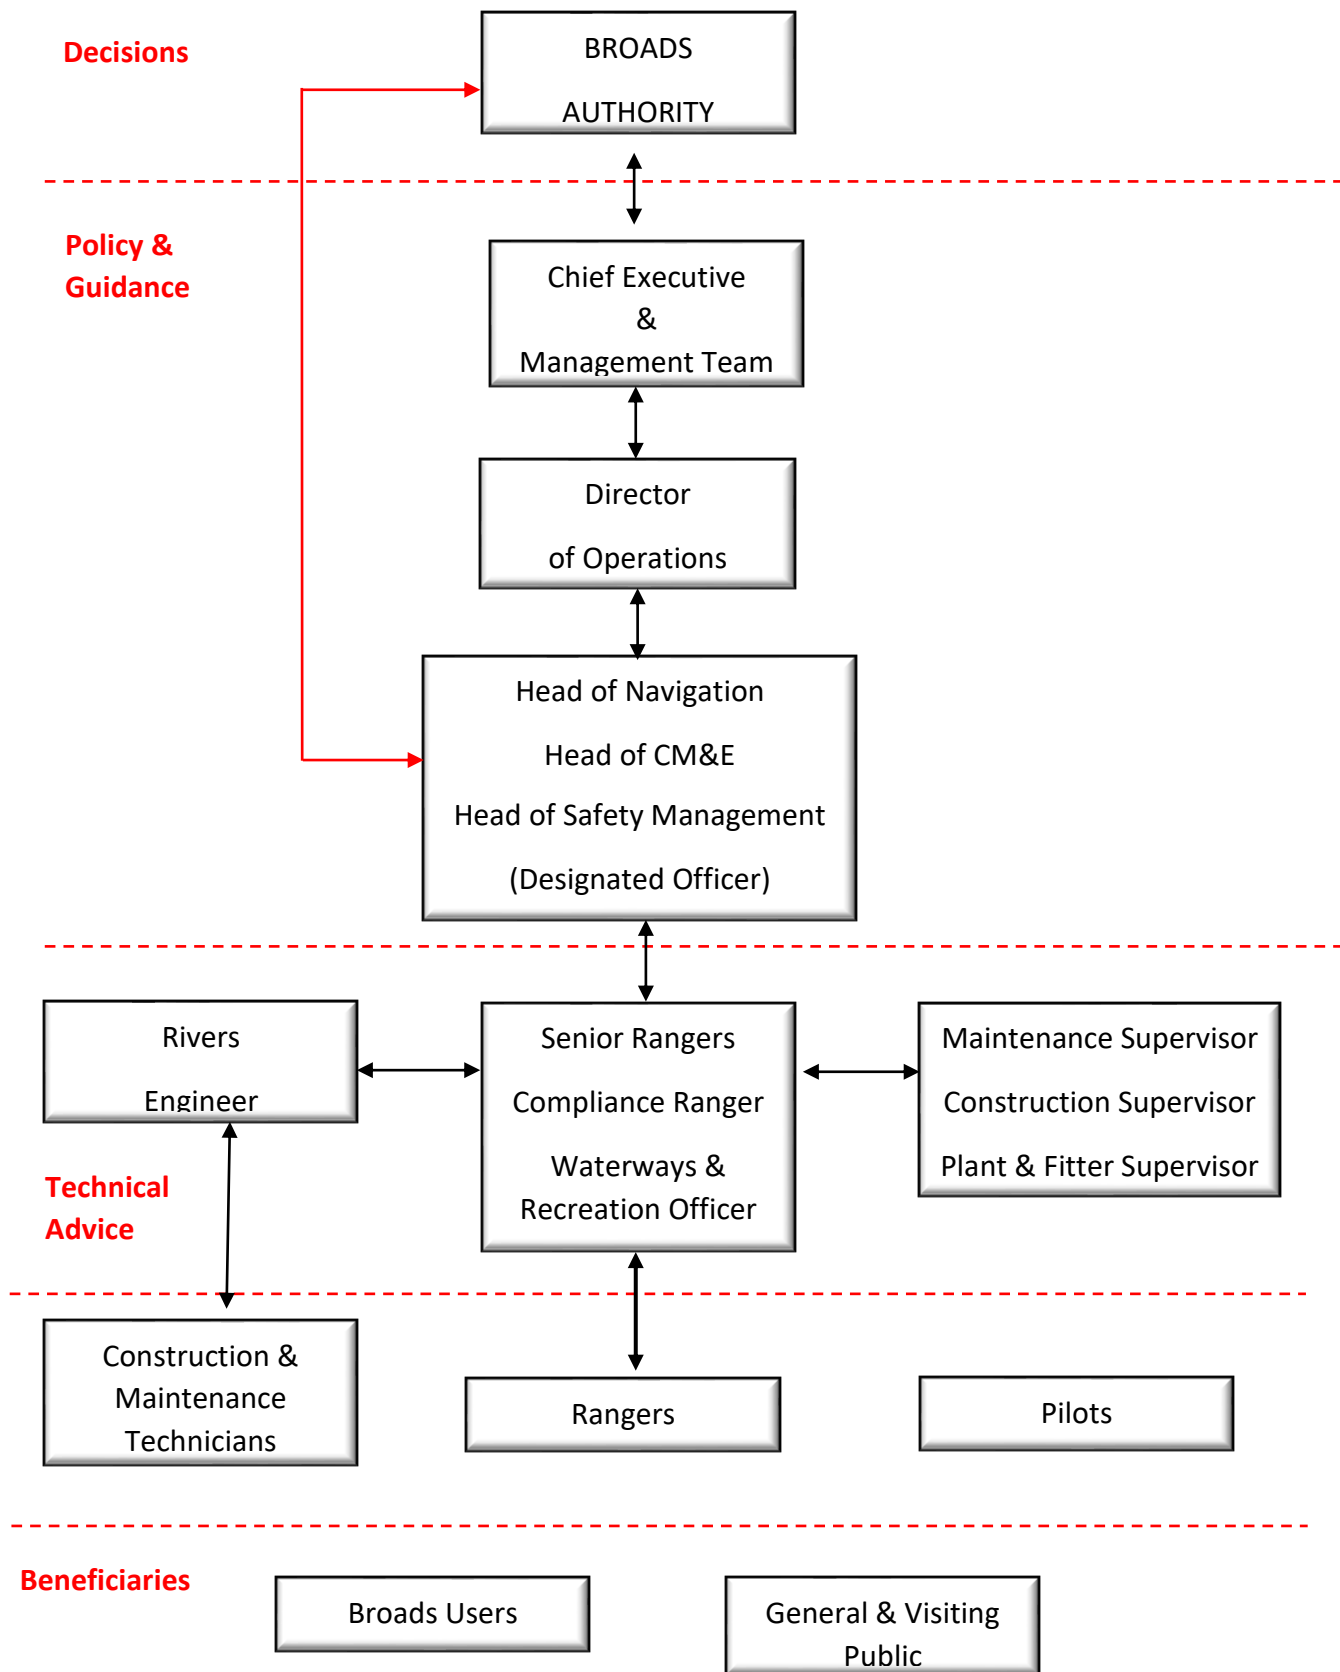 Decisions
BROADS
AUTHORITY
Policy &
Guidance
Chief Executive
&
Management Team
Director
of Operations
Head of Navigation
Head of CM&E
Head of Safety Management
(Designated Officer)
Rivers
Engineer
Senior Rangers
Compliance Ranger
Waterways &
Recreation Officer
Maintenance Supervisor
Construction Supervisor
Plant & Fitter Supervisor
Technical
Advice
Construction &
Maintenance
Technicians
Rangers
Pilots
Beneficiaries
Broads Users
General & Visiting
Public